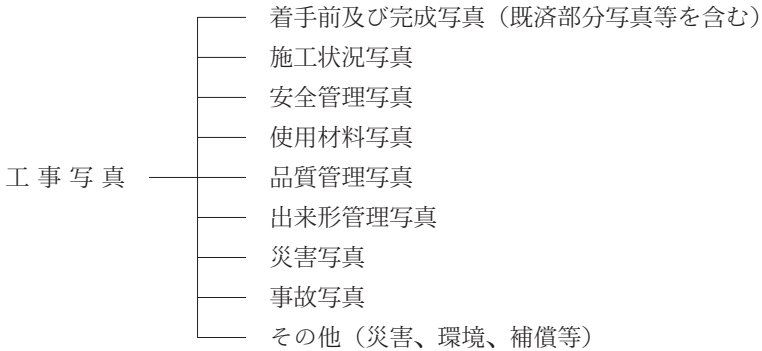 着手前及び完成写真（既済部分写真等を含む）
施工状況写真
安全管理写真
使用材料写真
工事写真
品質管理写真
出来形管理写真
災害写真
事故写真
その他（災害、環境、補償等）